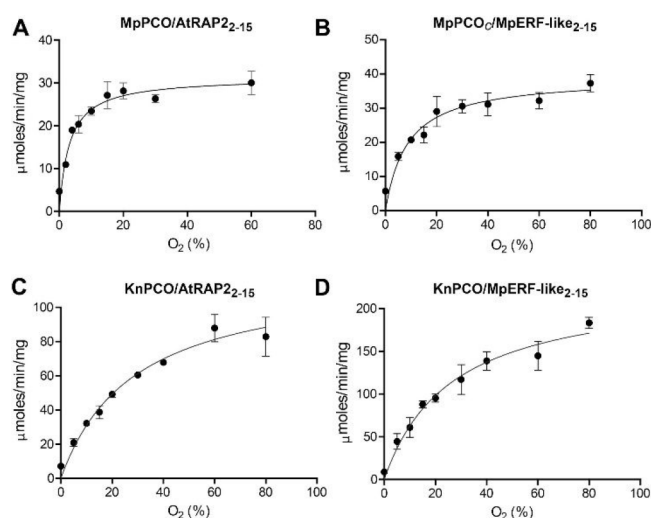 A
MpPCO/AtRAP2₂₋₁₅
μmoles/min/mg
40
30
20
10
0
0 20 40 60 80
O₂ (%)
B
MpPCO_C/MpERF-like₂₋₁₅
μmoles/min/mg
50
40
30
20
10
0
0 20 40 60 80 100
O₂ (%)
C
KnPCO/AtRAP2₂₋₁₅
μmoles/min/mg
100
80
60
40
20
0
0 20 40 60 80 100
O₂ (%)
D
KnPCO/MpERF-like₂₋₁₅
μmoles/min/mg
200
150
100
50
0
0 20 40 60 80 100
O₂ (%)